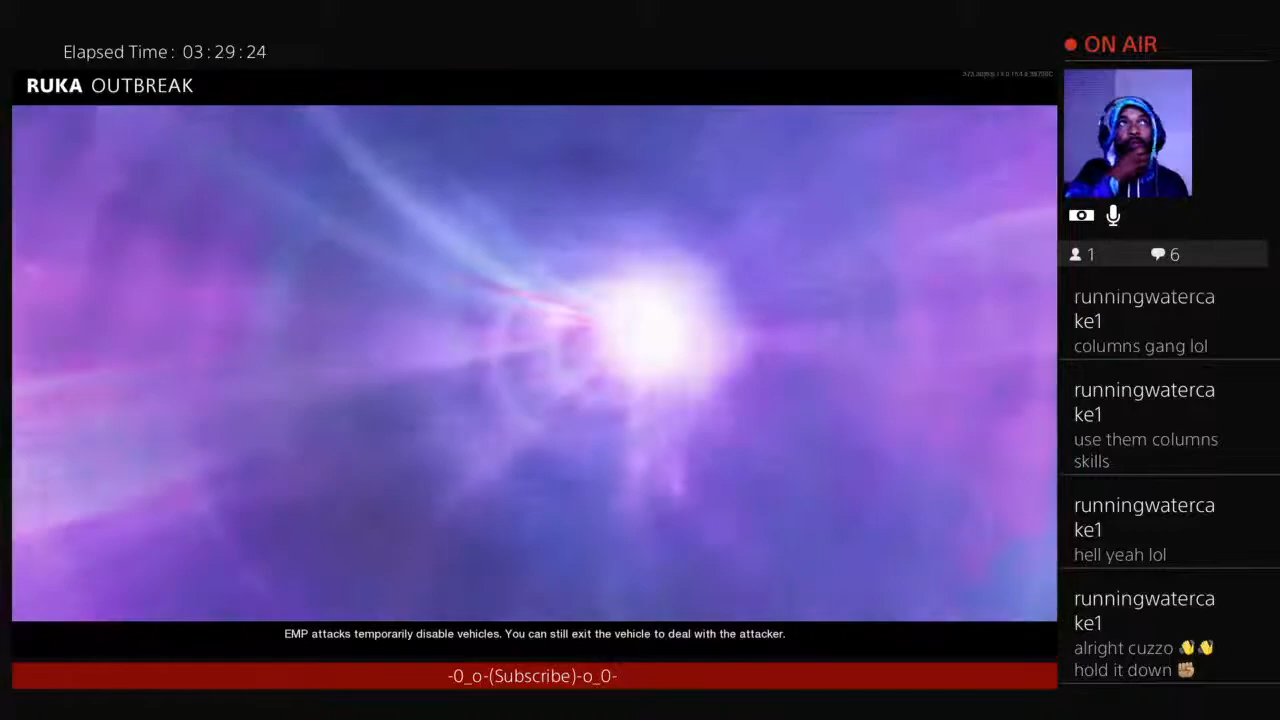 Elapsed Time: 03:29:24
ON AIR
RUKA OUTBREAK
1 6
runningwaterca
ke1
columns gang lol
runningwaterca
ke1
use them columns
skills
runningwaterca
ke1
hell yeah lol
runningwaterca
ke1
alright cuzzo 👋👋
hold it down ✊🏽
EMP attacks temporarily disable vehicles. You can still exit the vehicle to deal with the attacker.
-0_o-(Subscribe)-o_0-